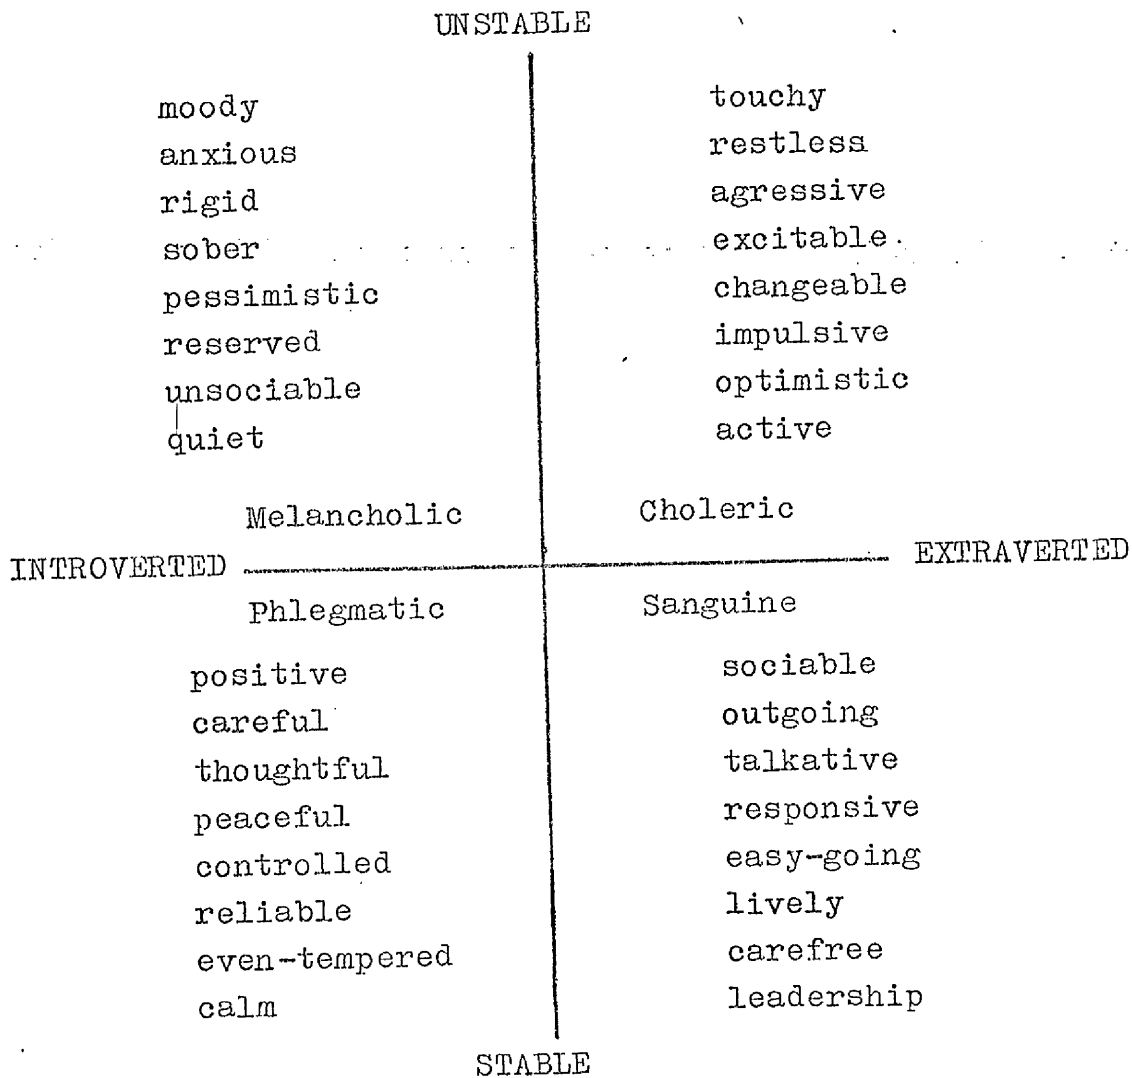 UNSTABLE
moody
anxious
rigid
sober
pessimistic
reserved
unsociable
quiet
touchy
restless
agressive
excitable
changeable
impulsive
optimistic
active
Melancholic
Choleric
INTROVERTED
EXTRAVERTED
Phlegmatic
Sanguine
positive
careful
thoughtful
peaceful
controlled
reliable
even-tempered
calm
sociable
outgoing
talkative
responsive
easy-going
lively
carefree
leadership
STABLE